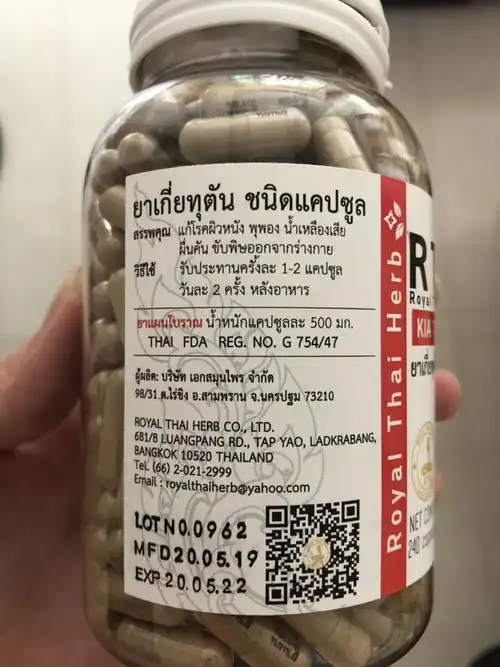 ยาเกี่ยทุตัน ชนิดแคปซูล
สรรพคุณ แก้โรคผิวหนัง พุพอง น้ำเหลืองเสีย
ผื่นคัน ขับพิษออกจากร่างกาย
วิธีใช้ รับประทานครั้งละ 1-2 แคปซูล
วันละ 2 ครั้ง หลังอาหาร
ยาแผนโบราณ น้ำหนักแคปซูลละ 500 มก.
THAI FDA REG. NO. G 754/47
ผู้ผลิต: บริษัท เอกสมุนไพร จำกัด
98/31 ต.ไร่ขิง อ.สามพราน จ.นครปฐม 73210
ROYAL THAI HERB CO., LTD.
681/8 LUANGPANG RD., TAP YAO, LADKRABANG,
BANGKOK 10520 THAILAND
Tel. (66) 2-021-2999
Email : royalthaiherb@yahoo.com
LOT NO.0962
MFD 20.05.19
EXP 20.05.22
Royal Thai Herb
R
Royal
KIA
NET
240